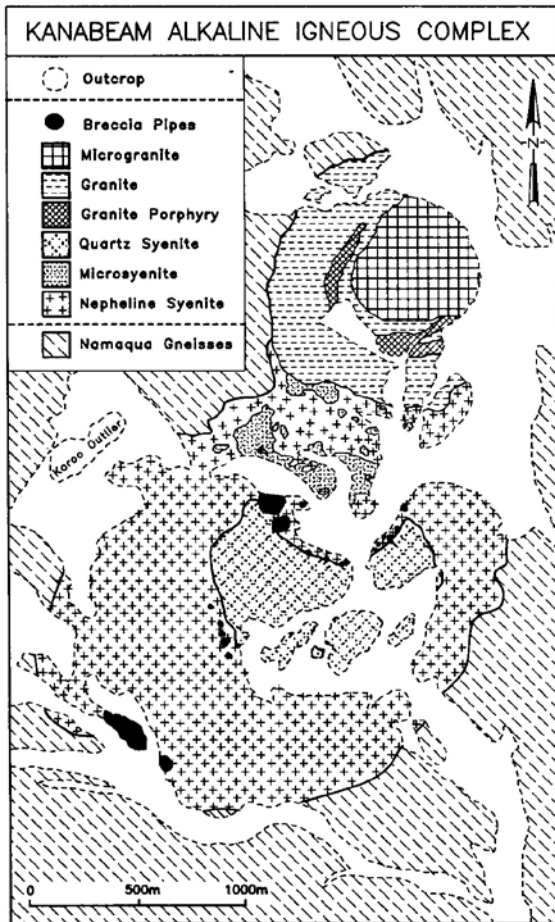 KANABEAM ALKALINE IGNEOUS COMPLEX
Outcrop
Breccia Pipes
Microgranite
Granite
Granite Porphyry
Quartz Syenite
Microsyenite
Nepheline Syenite
Namaqua Gneisses
N
Karoo Outlier
0 500m 1000m